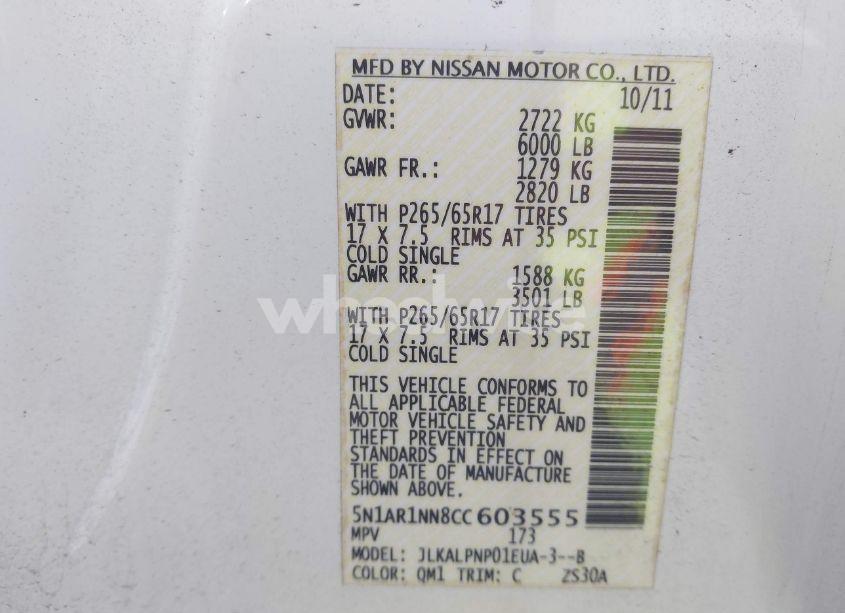 MFD BY NISSAN MOTOR CO., LTD.
DATE: 10/11
GVWR: 2722 KG
6000 LB
GAWR FR.: 1279 KG
2820 LB
WITH P265/65R17 TIRES
17 X 7.5 RIMS AT 35 PSI
COLD SINGLE
GAWR RR.: 1588 KG
3501 LB
WITH P265/65R17 TIRES
17 X 7.5 RIMS AT 35 PSI
COLD SINGLE
THIS VEHICLE CONFORMS TO
ALL APPLICABLE FEDERAL
MOTOR VEHICLE SAFETY AND
THEFT PREVENTION
STANDARDS IN EFFECT ON
THE DATE OF MANUFACTURE
SHOWN ABOVE.
5N1AR1NN8CC603555
MPV 173
MODEL: JLKALPNP01EUA-3--B
COLOR: QM1 TRIM: C ZS30A